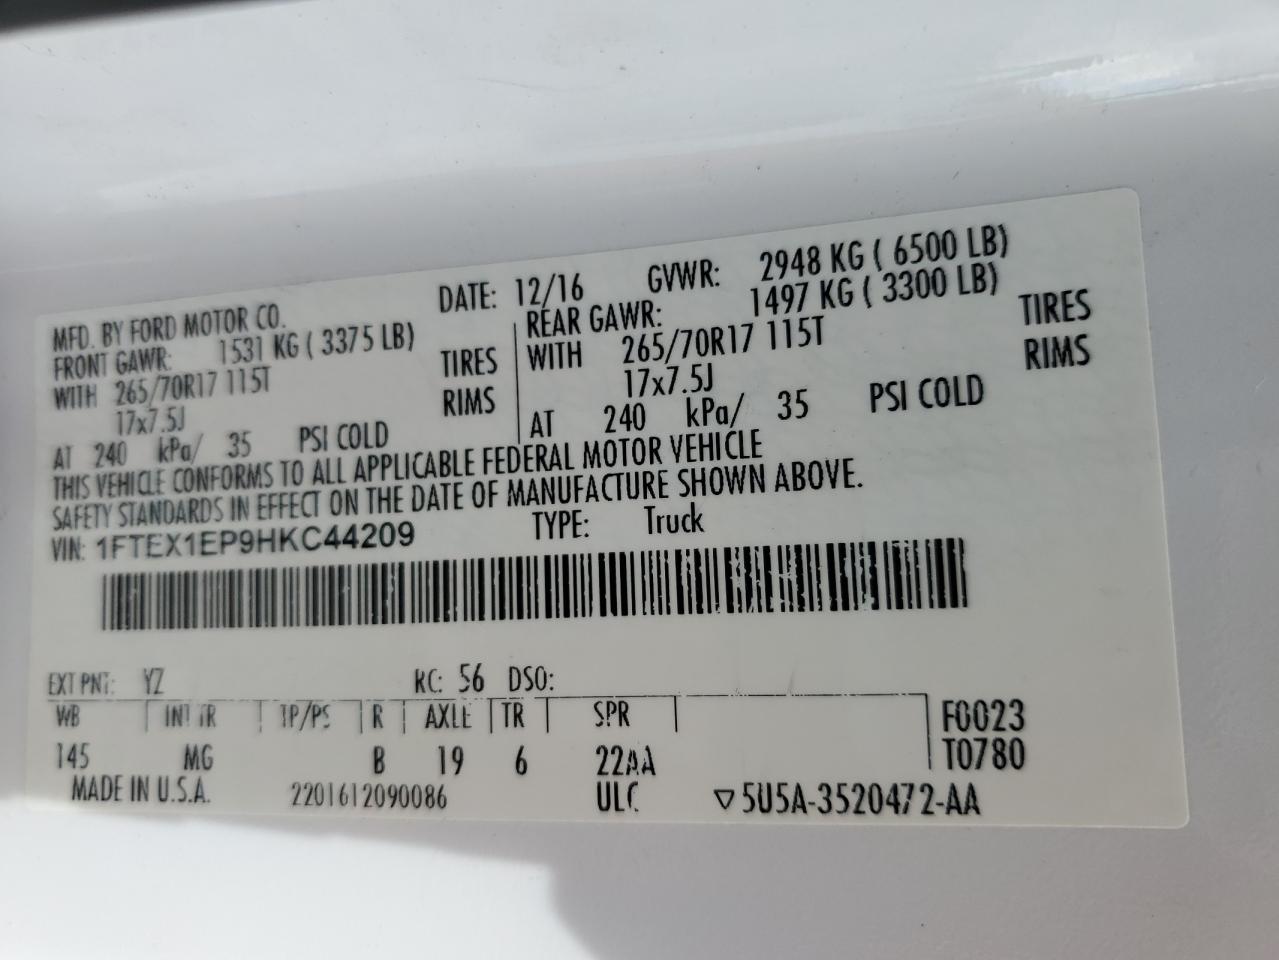 MFD. BY FORD MOTOR CO.
DATE: 12/16 GVWR: 2948 KG ( 6500 LB)
FRONT GAWR: 1531 KG ( 3375 LB)
WITH 265/70R17 115T TIRES
17x7.5J RIMS
AT 240 kPa/ 35 PSI COLD
REAR GAWR: 1497 KG ( 3300 LB)
WITH 265/70R17 115T TIRES
17x7.5J RIMS
AT 240 kPa/ 35 PSI COLD
THIS VEHICLE CONFORMS TO ALL APPLICABLE FEDERAL MOTOR VEHICLE
SAFETY STANDARDS IN EFFECT ON THE DATE OF MANUFACTURE SHOWN ABOVE.
VIN: 1FTEX1EP9HKC44209 TYPE: Truck
EXT PNT: YZ RC: 56 DSO:
WB INT TR TP/PS R AXLE TR SPR F0023
145 MG B 19 6 22AA T0780
MADE IN U.S.A. 2201612090086 ULC ▽5U5A-3520472-AA